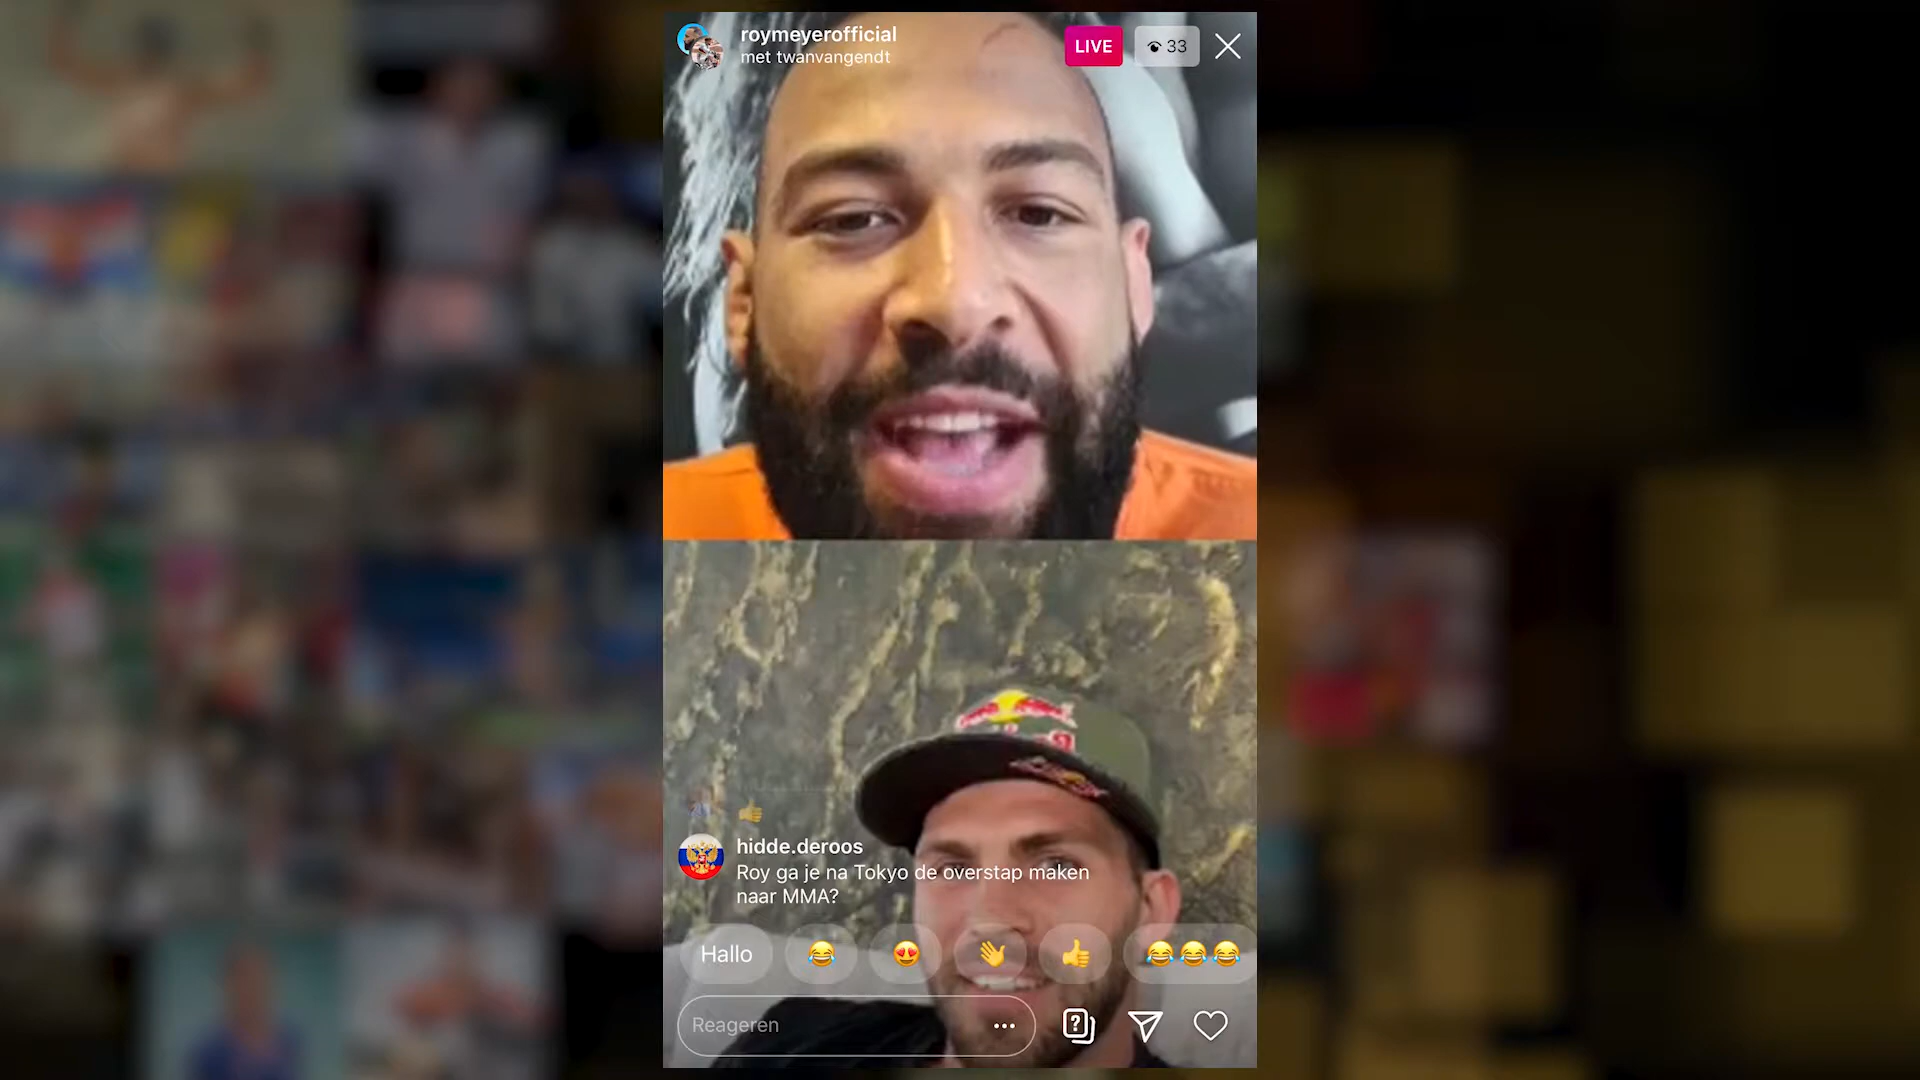 roymeyerofficial
met twanvangendt
LIVE
33
hidde.deroos
Roy ga je na Tokyo de overstap maken
naar MMA?
Hallo
Reageren